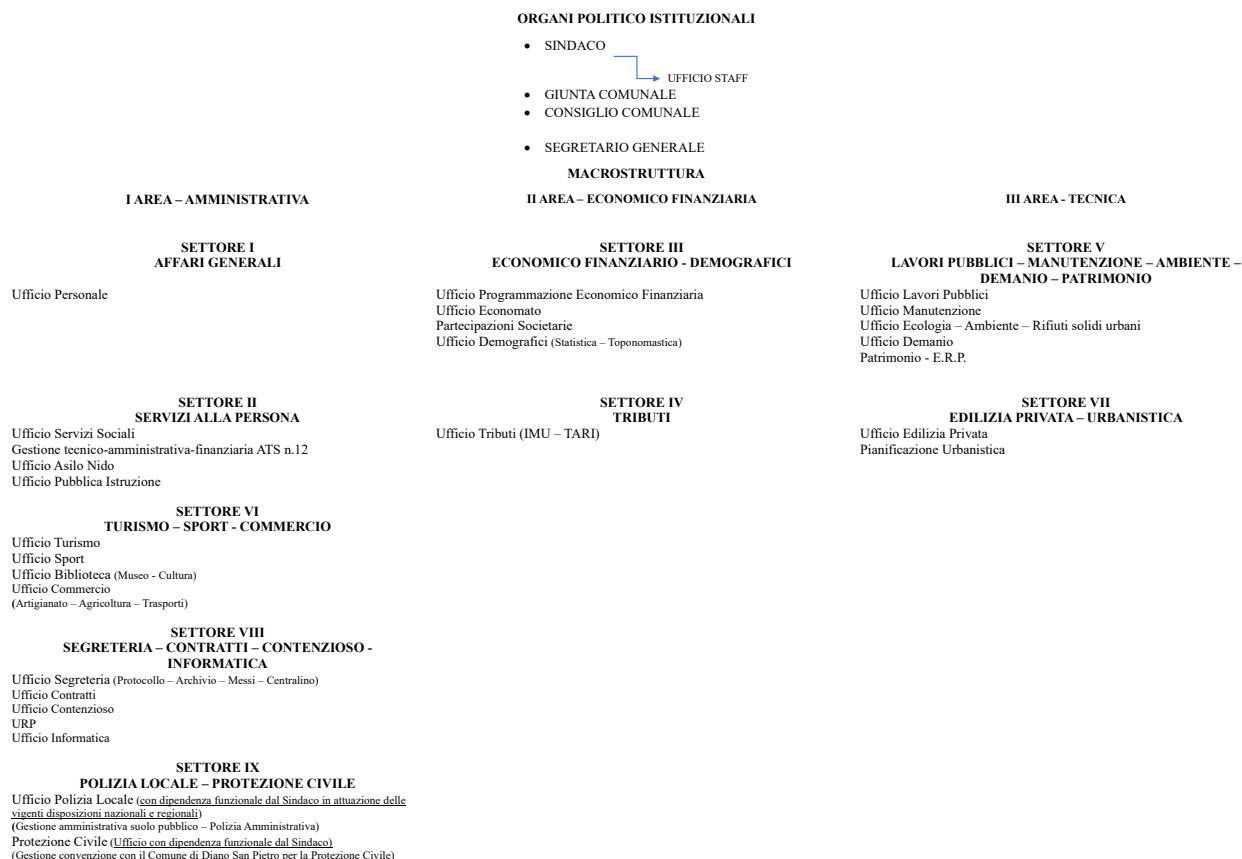 ORGANI POLITICO ISTITUZIONALI
• SINDACO
UFFICIO STAFF
• GIUNTA COMUNALE
• CONSIGLIO COMUNALE
• SEGRETARIO GENERALE
MACROSTRUTTURA
I AREA – AMMINISTRATIVA
SETTORE I
AFFARI GENERALI
Ufficio Personale
SETTORE II
SERVIZI ALLA PERSONA
Ufficio Servizi Sociali
Gestione tecnico-amministrativa-finanziaria ATS n.12
Ufficio Asilo Nido
Ufficio Pubblica Istruzione
SETTORE VI
TURISMO – SPORT - COMMERCIO
Ufficio Turismo
Ufficio Sport
Ufficio Biblioteca (Museo - Cultura)
Ufficio Commercio
(Artigianato – Agricoltura – Trasporti)
SETTORE VIII
SEGRETERIA – CONTRATTI – CONTENZIOSO -
INFORMATICA
Ufficio Segreteria (Protocollo – Archivio – Messi – Centralino)
Ufficio Contratti
Ufficio Contenzioso
URP
Ufficio Informatica
SETTORE IX
POLIZIA LOCALE – PROTEZIONE CIVILE
Ufficio Polizia Locale (con dipendenza funzionale dal Sindaco in attuazione delle
vigenti disposizioni nazionali e regionali)
(Gestione amministrativa suolo pubblico – Polizia Amministrativa)
Protezione Civile (Ufficio con dipendenza funzionale dal Sindaco)
(Gestione convenzione con il Comune di Diano San Pietro per la Protezione Civile)
II AREA – ECONOMICO FINANZIARIA
SETTORE III
ECONOMICO FINANZIARIO - DEMOGRAFICI
Ufficio Programmazione Economico Finanziaria
Ufficio Economato
Partecipazioni Societarie
Ufficio Demografici (Statistica – Toponomastica)
SETTORE IV
TRIBUTI
Ufficio Tributi (IMU – TARI)
III AREA - TECNICA
SETTORE V
LAVORI PUBBLICI – MANUTENZIONE – AMBIENTE –
DEMANIO – PATRIMONIO
Ufficio Lavori Pubblici
Ufficio Manutenzione
Ufficio Ecologia – Ambiente – Rifiuti solidi urbani
Ufficio Demanio
Patrimonio - E.R.P.
SETTORE VII
EDILIZIA PRIVATA – URBANISTICA
Ufficio Edilizia Privata
Pianificazione Urbanistica